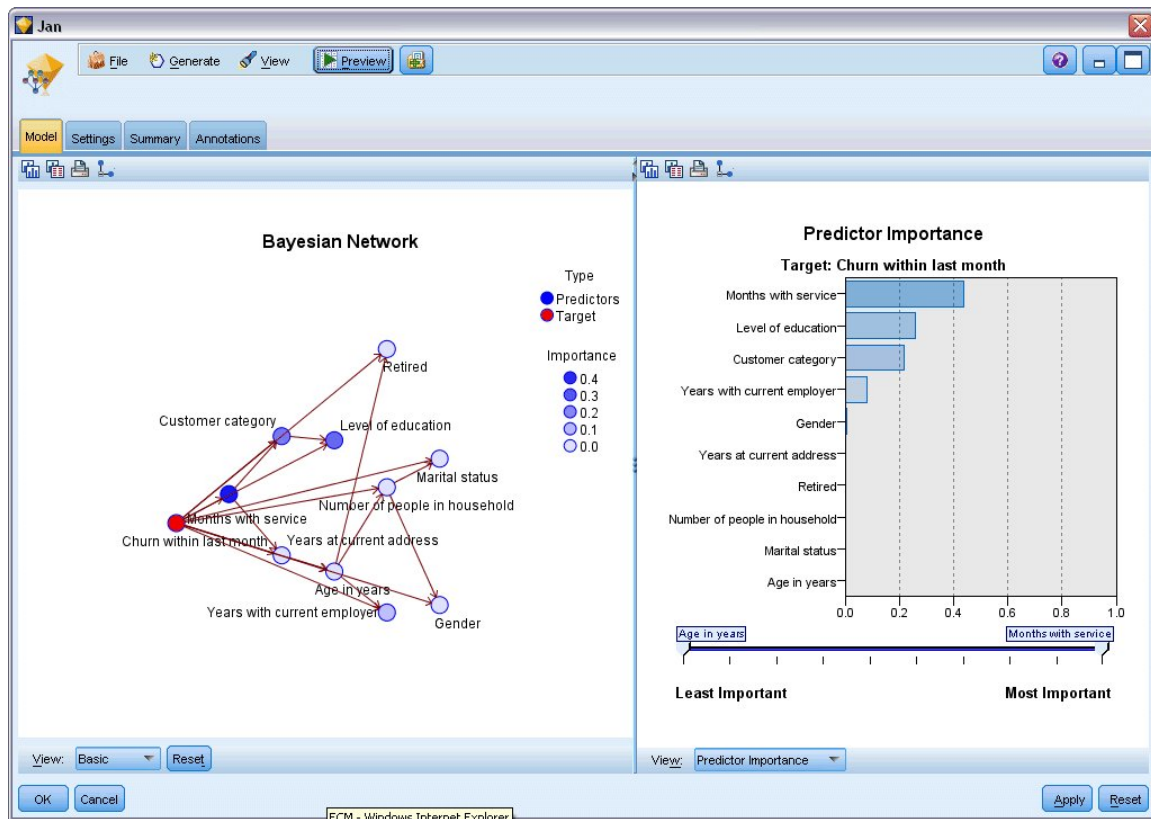 Jan
File Generate View Preview
Model Settings Summary Annotations
Bayesian Network
Type
Predictors
Target
Importance
0.4
0.3
0.2
0.1
0.0
Retired
Customer category
Level of education
Marital status
Number of people in household
Months with service
Churn within last month
Years at current address
Age in years
Years with current employer
Gender
View: Basic Reset
Predictor Importance
Target: Churn within last month
Months with service
Level of education
Customer category
Years with current employer
Gender
Years at current address
Retired
Number of people in household
Marital status
Age in years
0.0 0.2 0.4 0.6 0.8 1.0
Age in years Months with service
Least Important Most Important
View: Predictor Importance
OK Cancel Apply Reset
ECM - Windows Internet Explorer